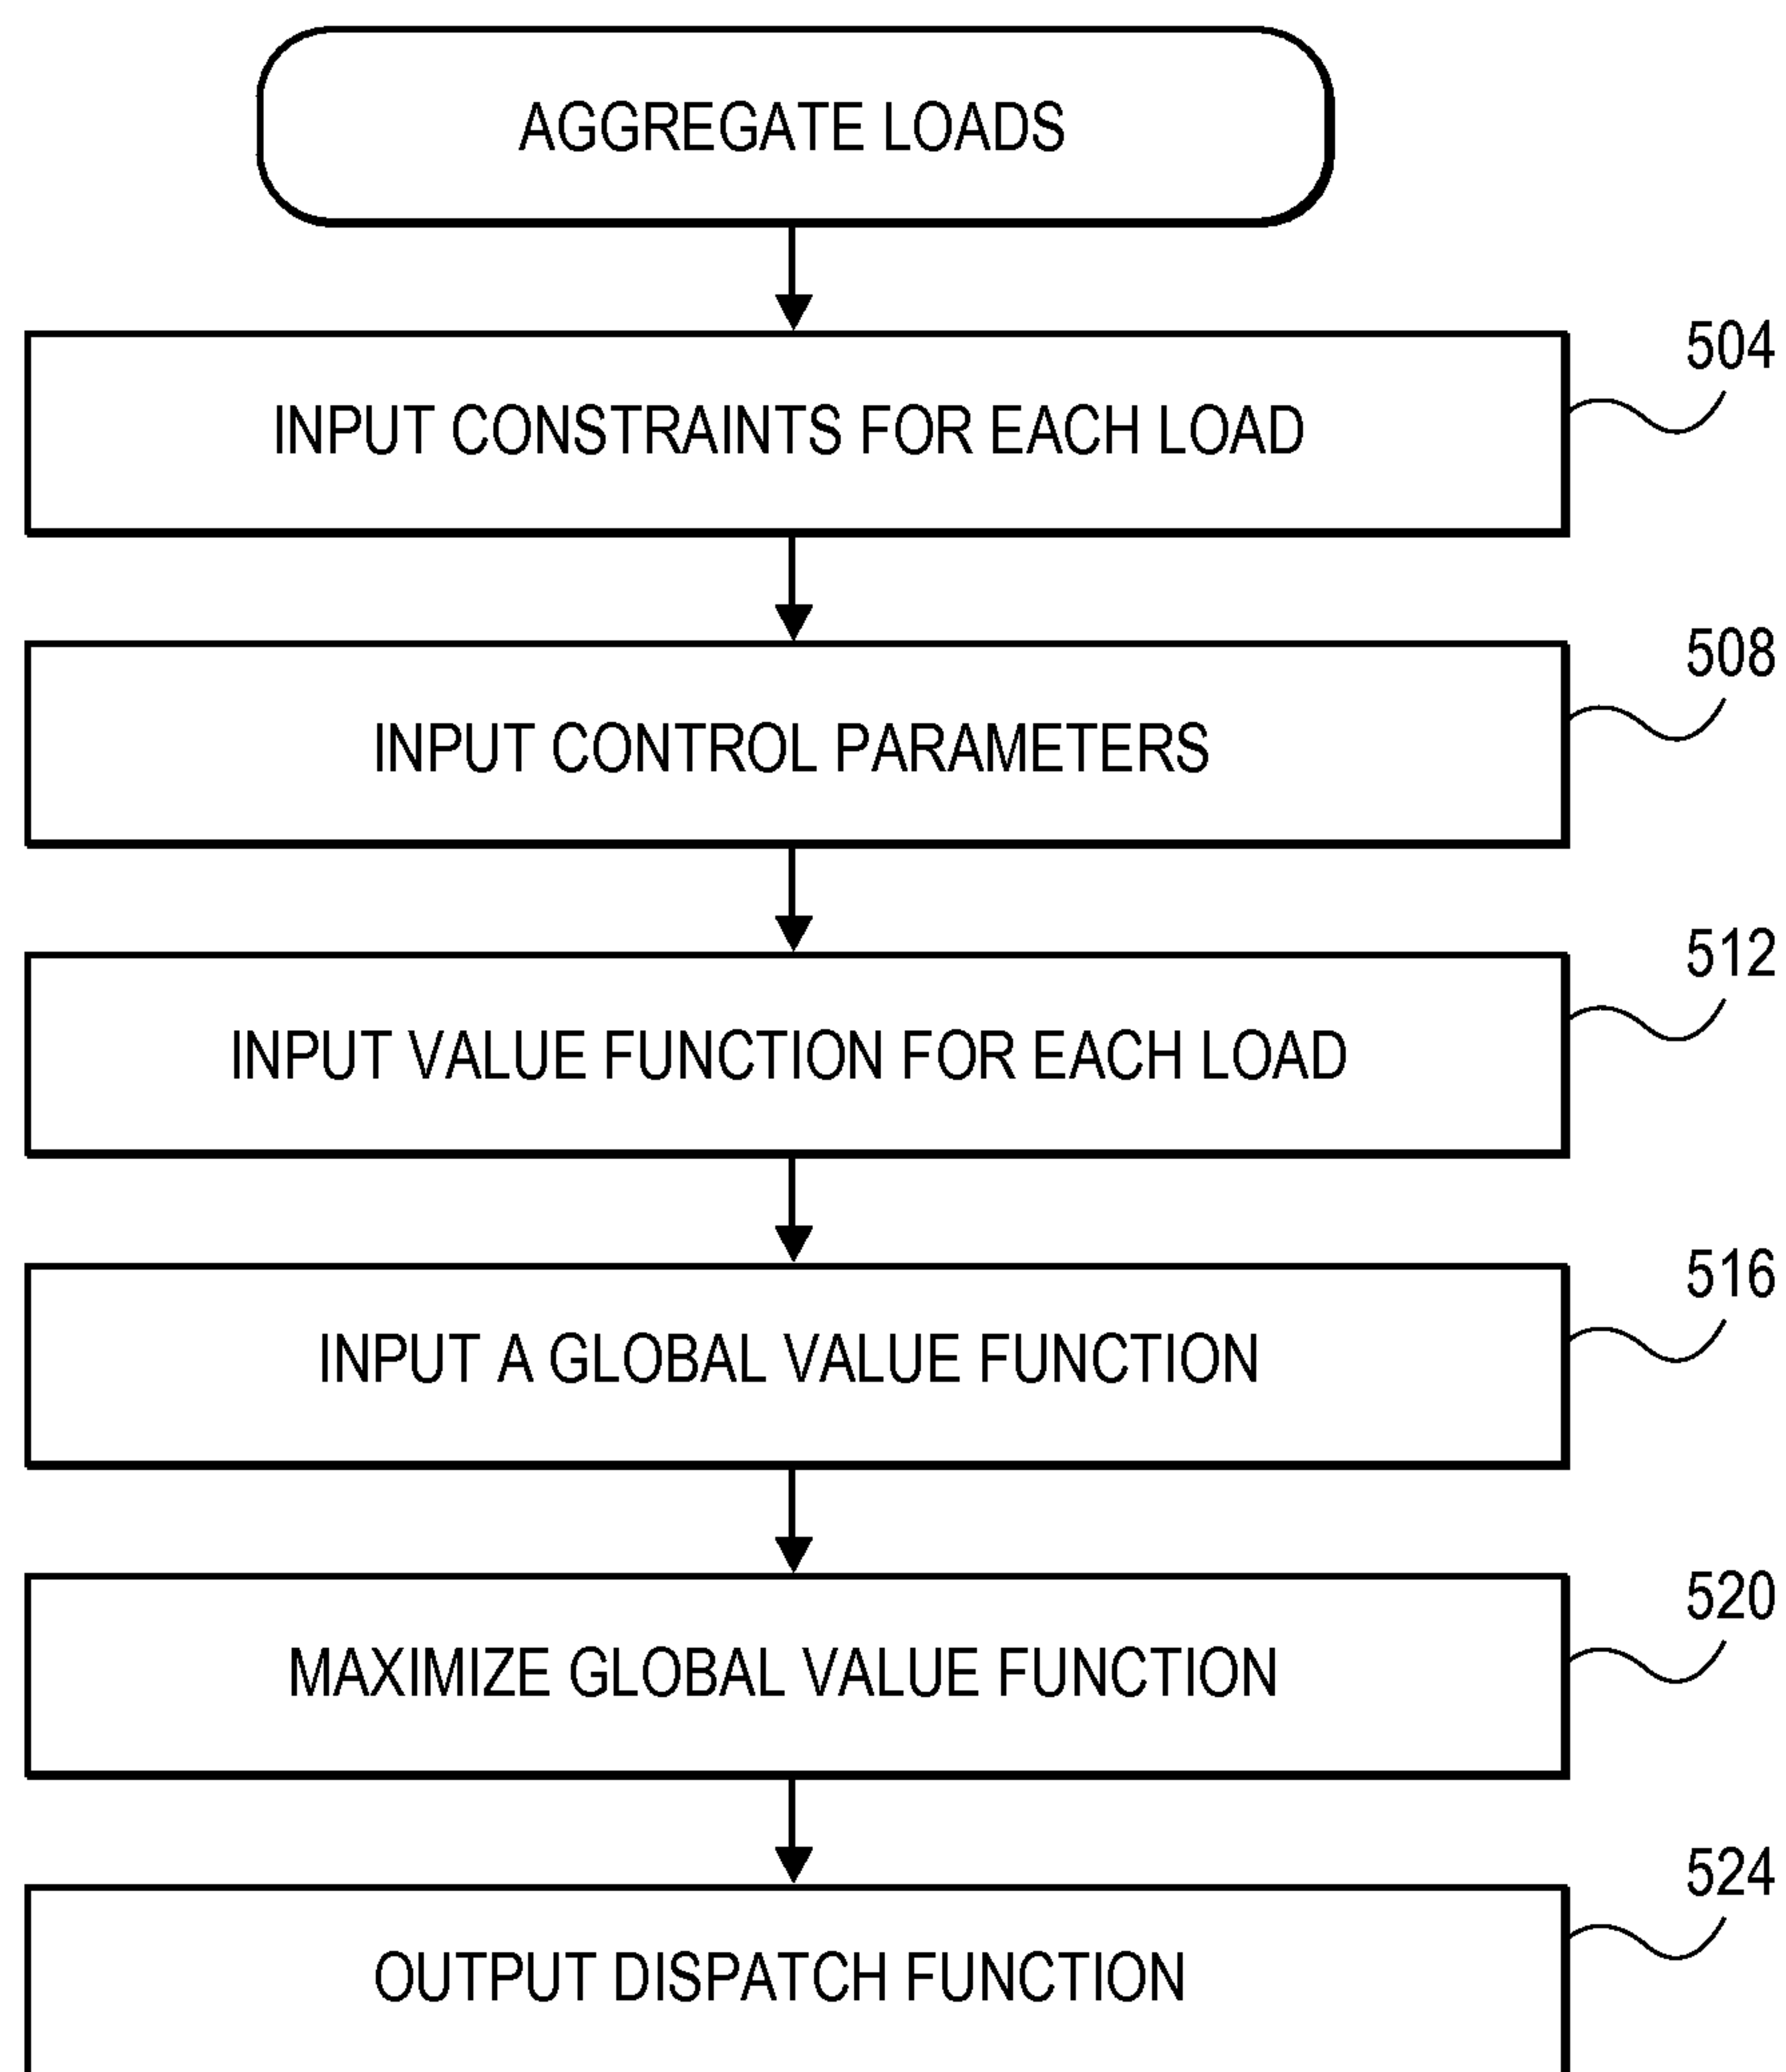 AGGREGATE LOADS
504
INPUT CONSTRAINTS FOR EACH LOAD
508
INPUT CONTROL PARAMETERS
512
INPUT VALUE FUNCTION FOR EACH LOAD
516
INPUT A GLOBAL VALUE FUNCTION
520
MAXIMIZE GLOBAL VALUE FUNCTION
524
OUTPUT DISPATCH FUNCTION